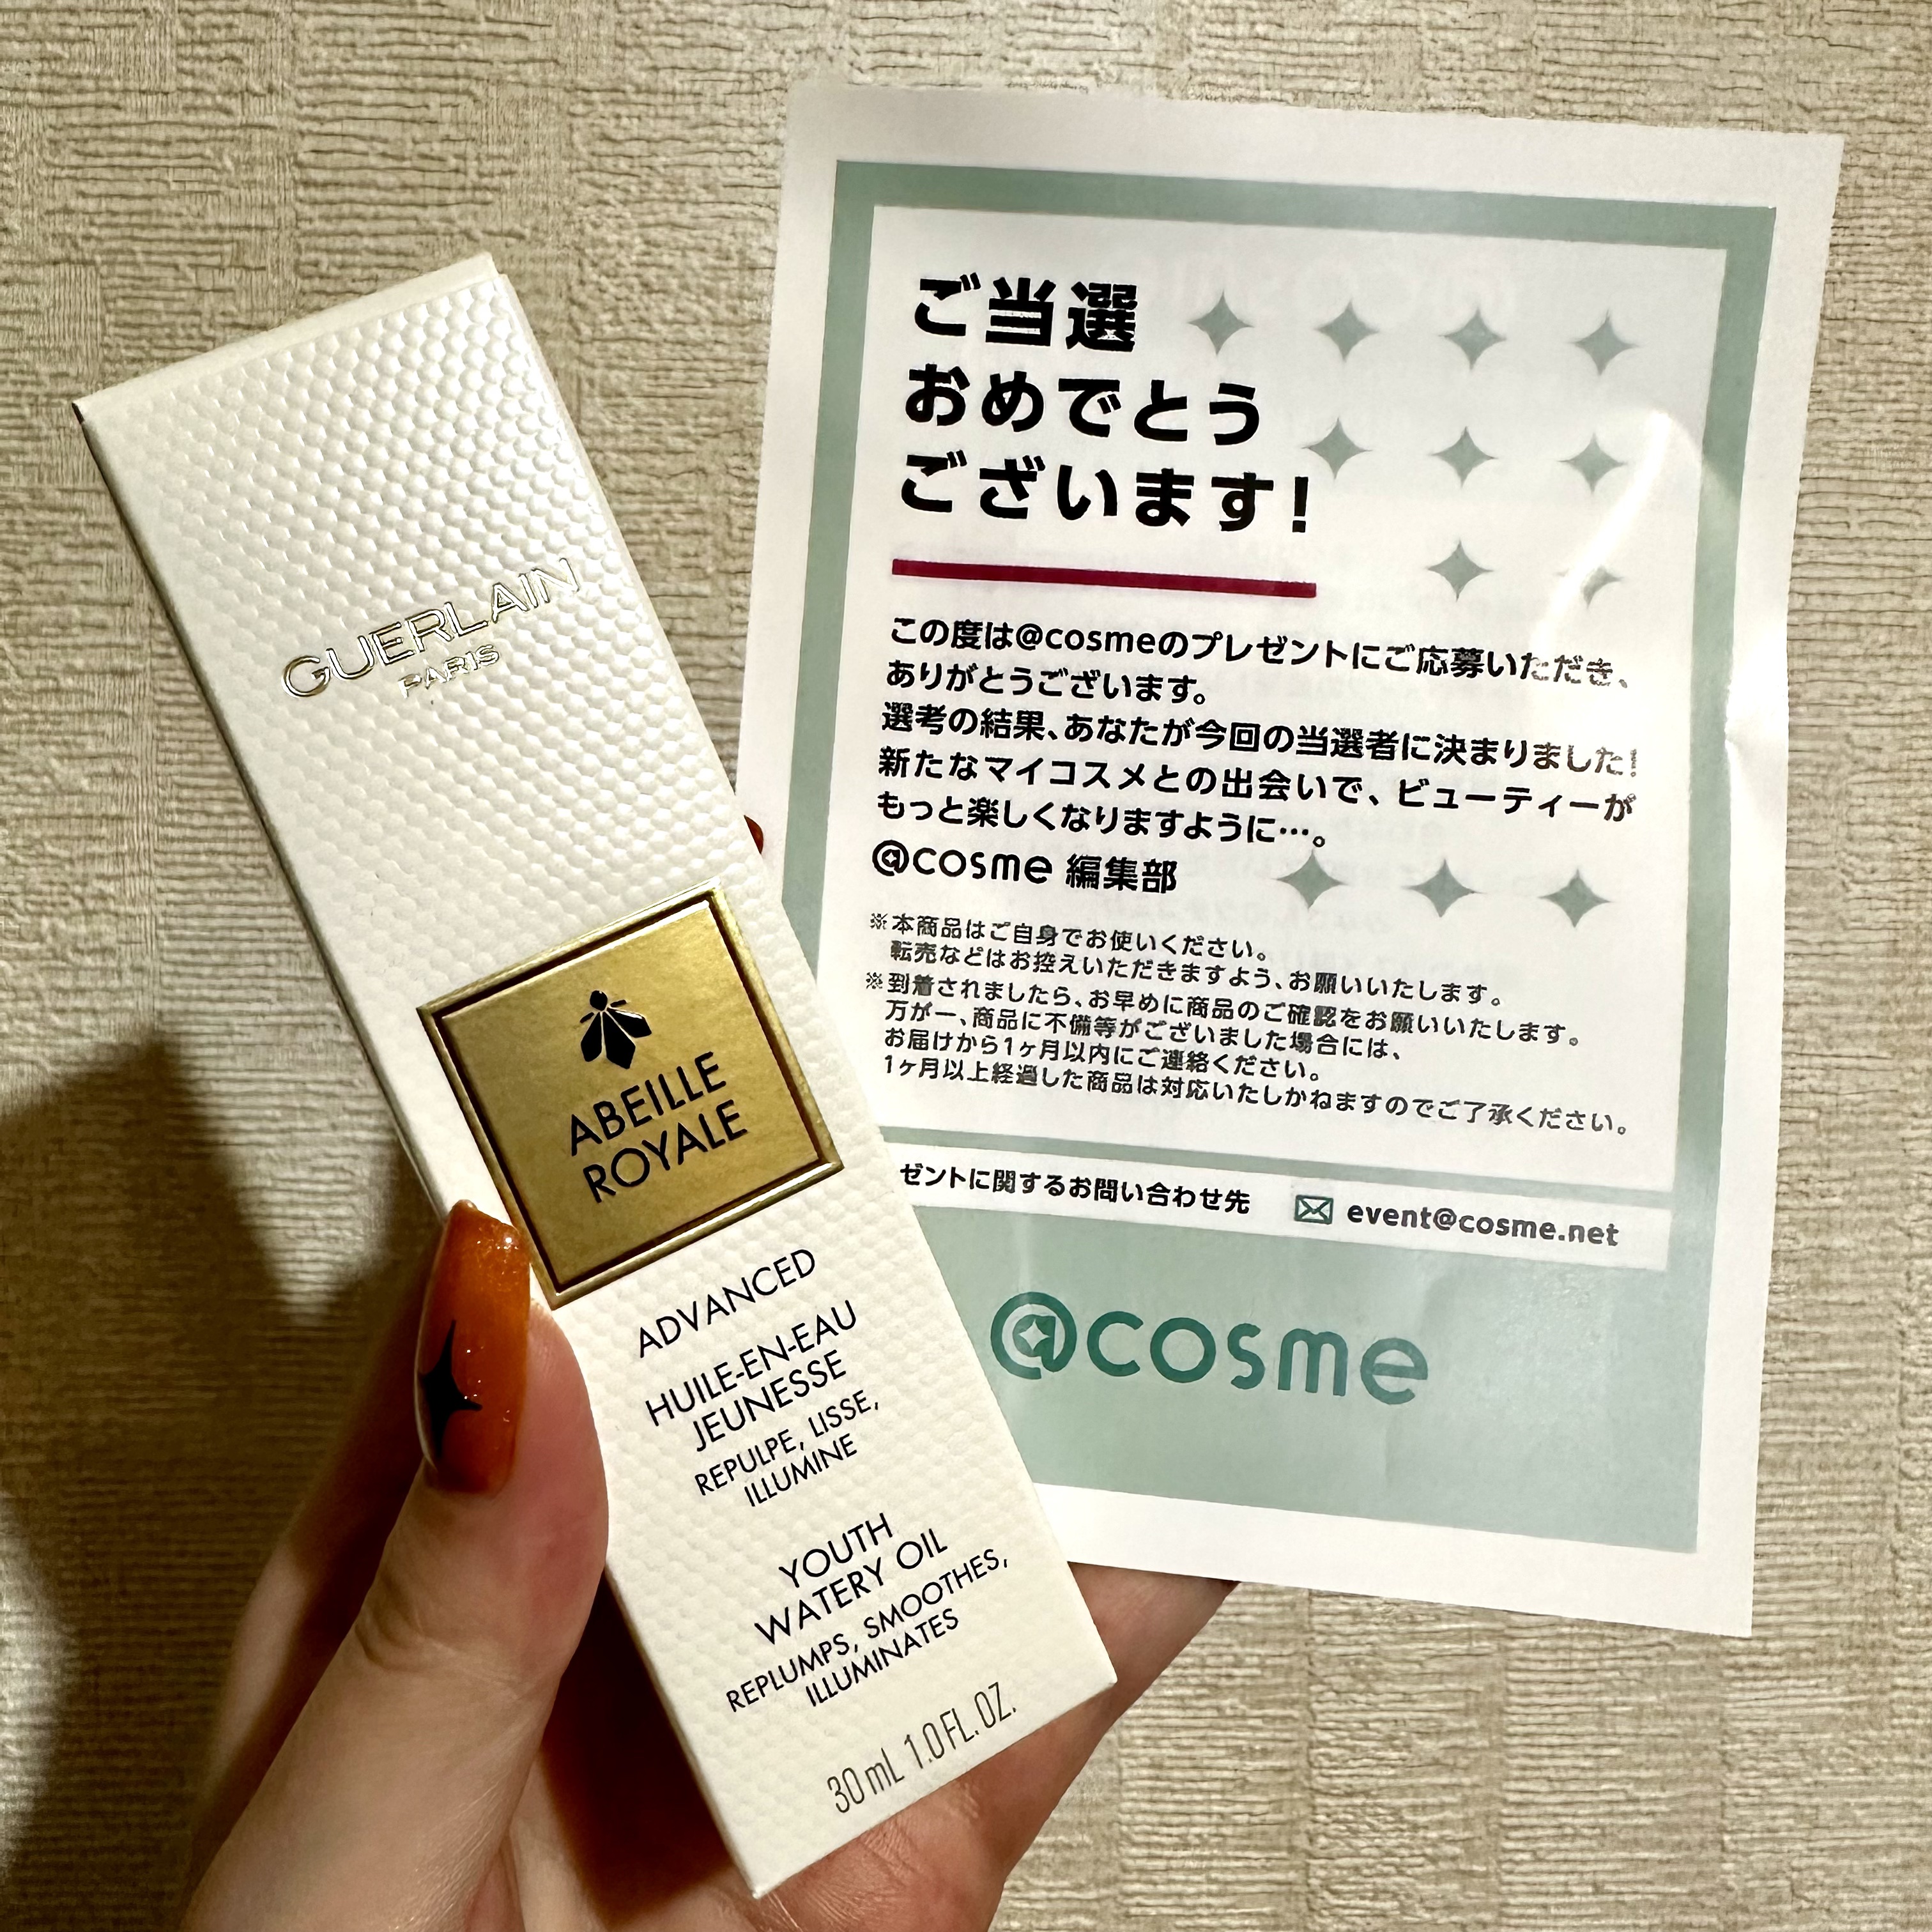 GUERLAIN
PARIS
ABEILLE
ROYALE
ADVANCED
HUILE-EN-EAU
JEUNESSE
REPULPE, LISSE,
ILLUMINE
YOUTH
WATERY OIL
REPLUMPS, SMOOTHES,
ILLUMINATES
30 mL 1.0 FL. OZ.
ご当選
おめでとう
ございます!
この度は@cosmeのプレゼントにご応募いただき、
ありがとうございます。
選考の結果、あなたが今回の当選者に決まりました!
新たなマイコスメとの出会いで、ビューティーが
もっと楽しくなりますように…。
@cosme 編集部
※本商品はご自身でお使いください。
転売などはお控えいただきますよう、お願いいたします。
※到着されましたら、お早めに商品のご確認をお願いいたします。
万が一、商品に不備等がございました場合には、
お届けから1ヶ月以内にご連絡ください。
1ヶ月以上経過した商品は対応いたしかねますのでご了承ください。
ゼントに関するお問い合わせ先 event@cosme.net
@cosme